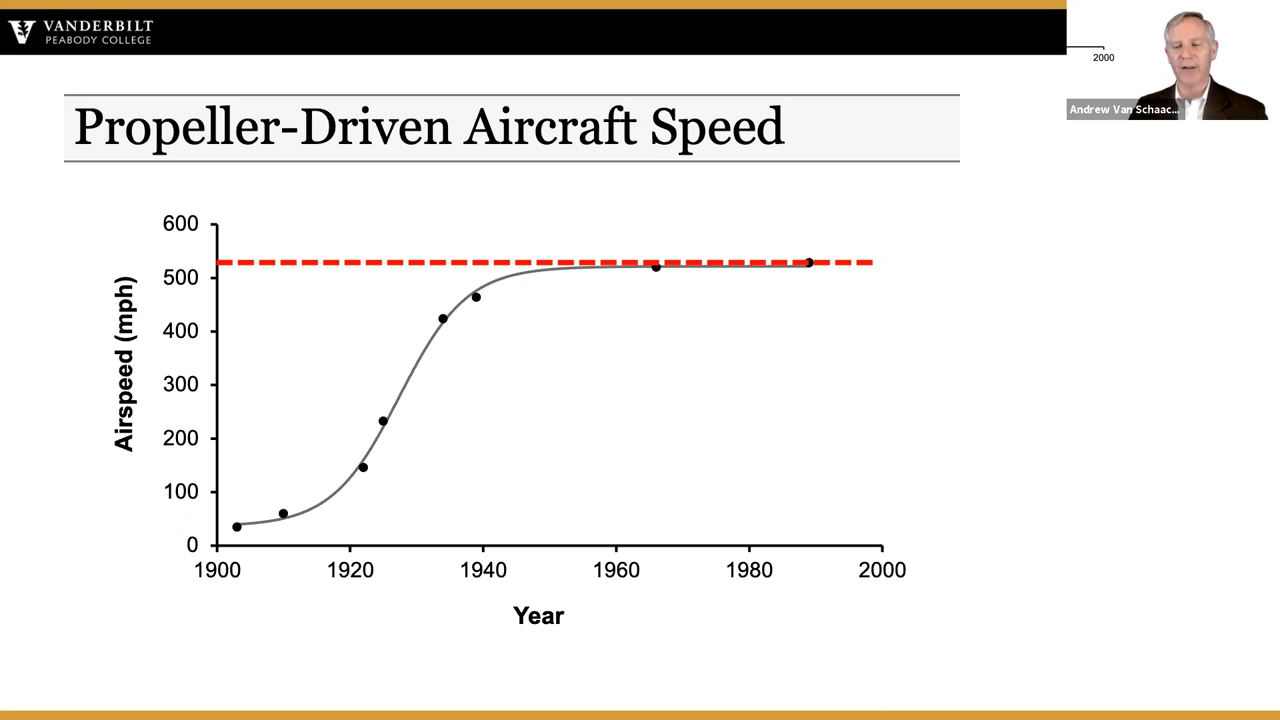 VANDERBILT
PEABODY COLLEGE
2000
Andrew Van Schaac...
Propeller-Driven Aircraft Speed
600
500
400
300
200
100
0
Airspeed (mph)
1900 1920 1940 1960 1980 2000
Year